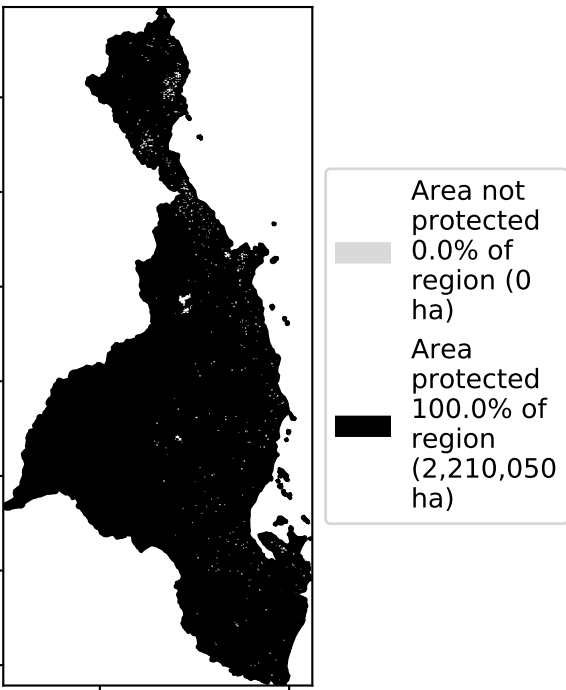 Area not
protected
0.0% of
region (0
ha)
Area
protected
100.0% of
region
(2,210,050
ha)